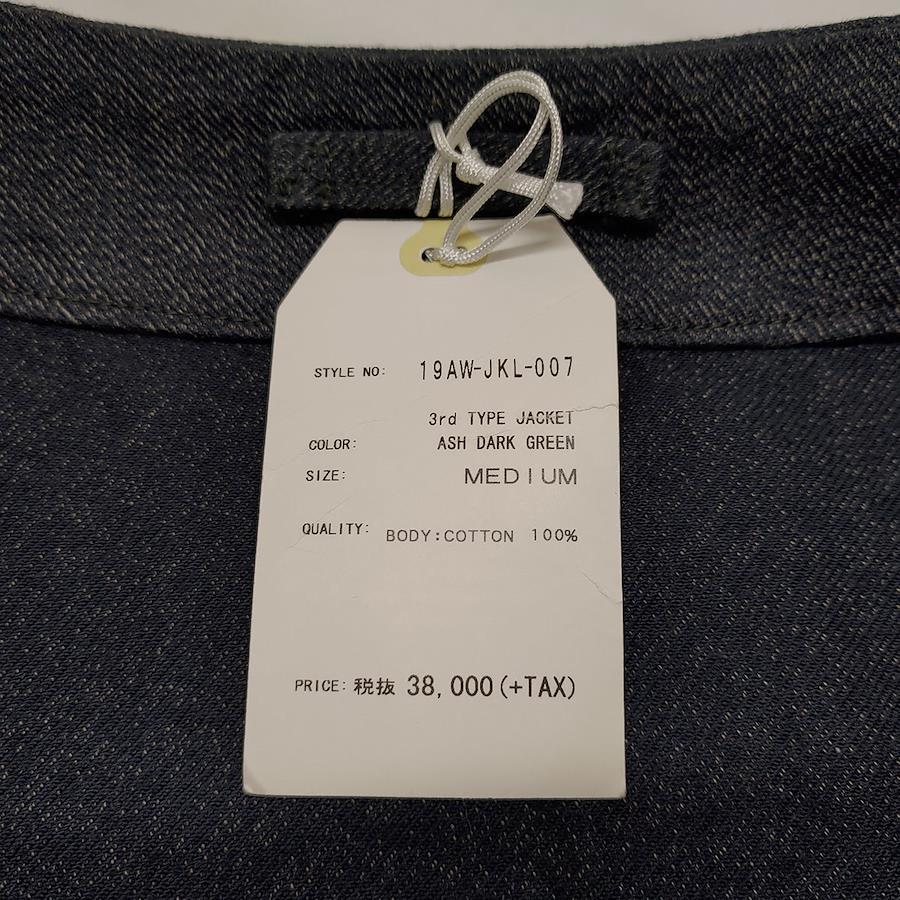 STYLE NO: 19AW-JKL-007
3rd TYPE JACKET
COLOR: ASH DARK GREEN
SIZE: MEDIUM
QUALITY: BODY:COTTON 100%
PRICE: 税抜 38,000(+TAX)